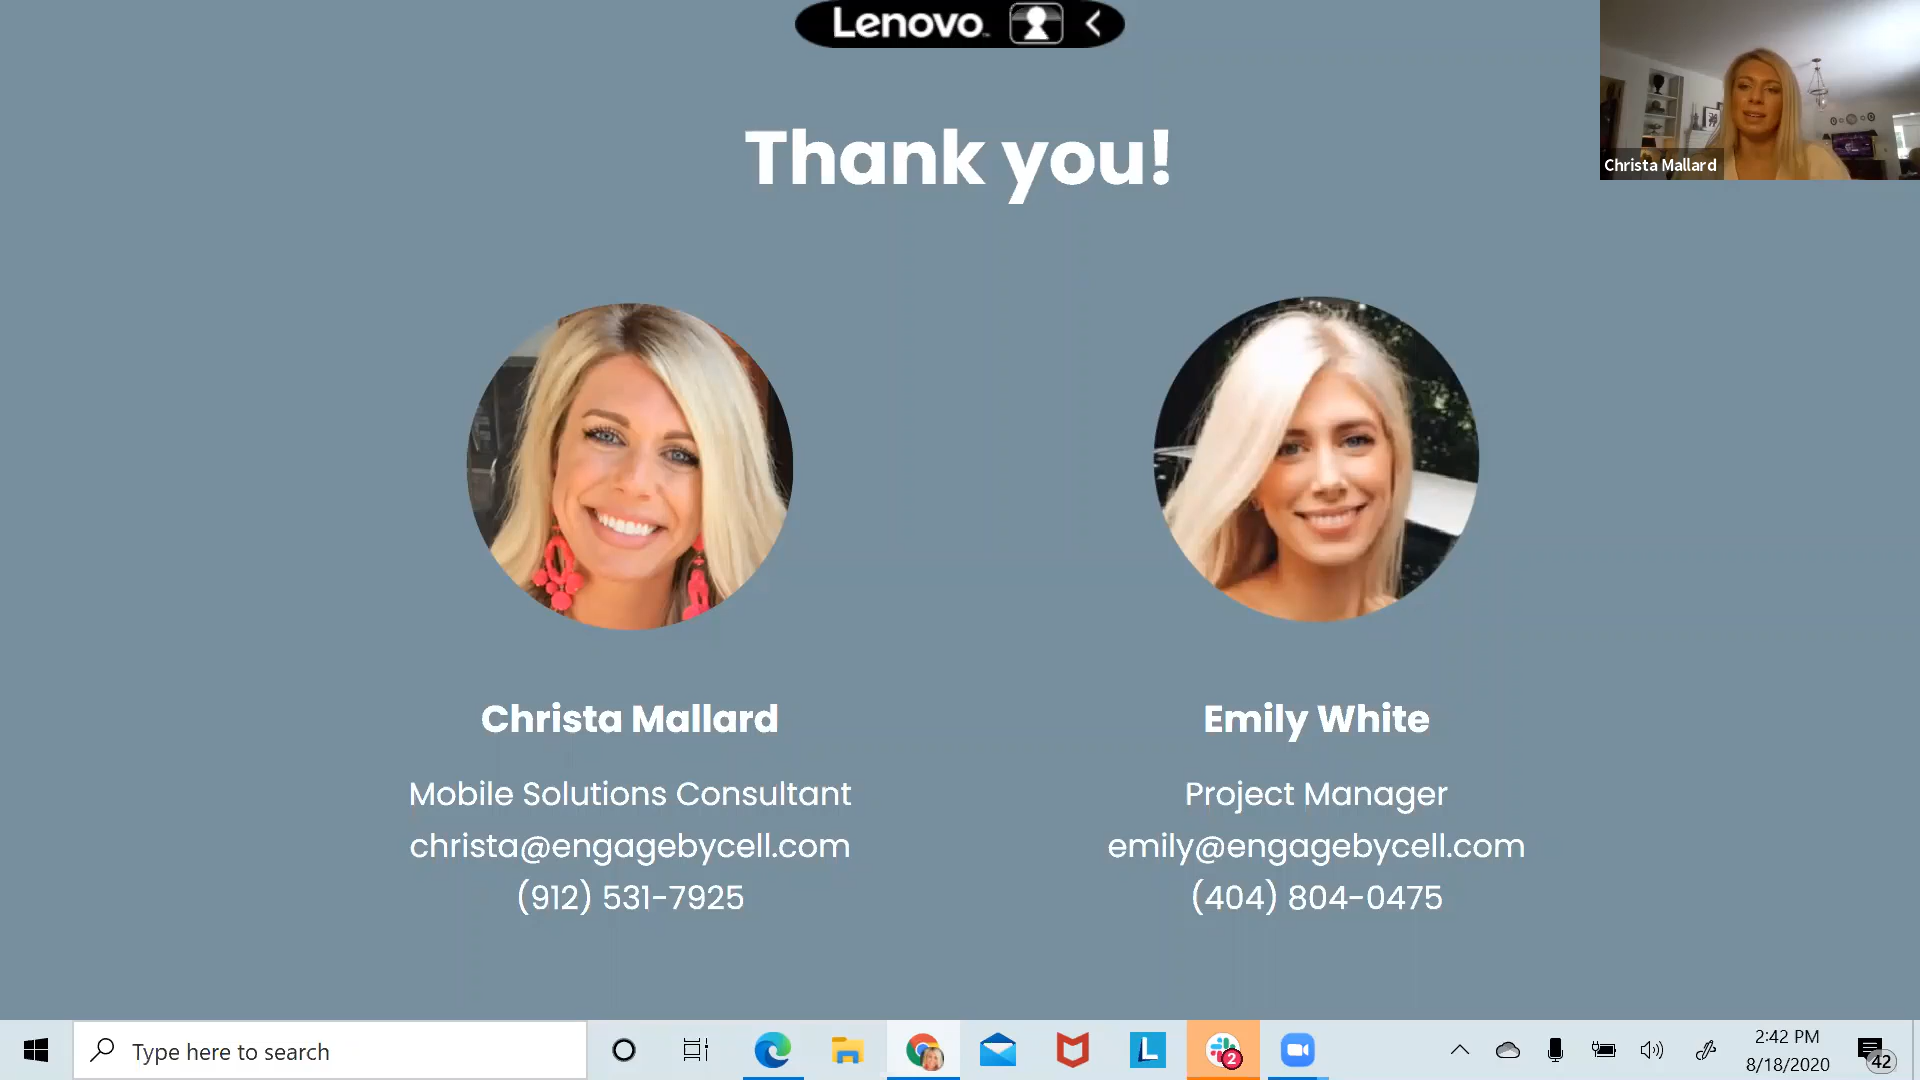 Lenovo
Christa Mallard
Thank you!
Christa Mallard
Mobile Solutions Consultant
christa@engagebycell.com
(912) 531-7925
Emily White
Project Manager
emily@engagebycell.com
(404) 804-0475
Type here to search
L
2
2:42 PM
8/18/2020
42